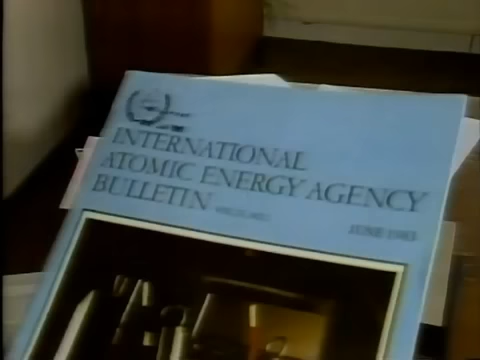 INTERNATIONAL
ATOMIC ENERGY AGENCY
BULLETIN
JUNE 1983